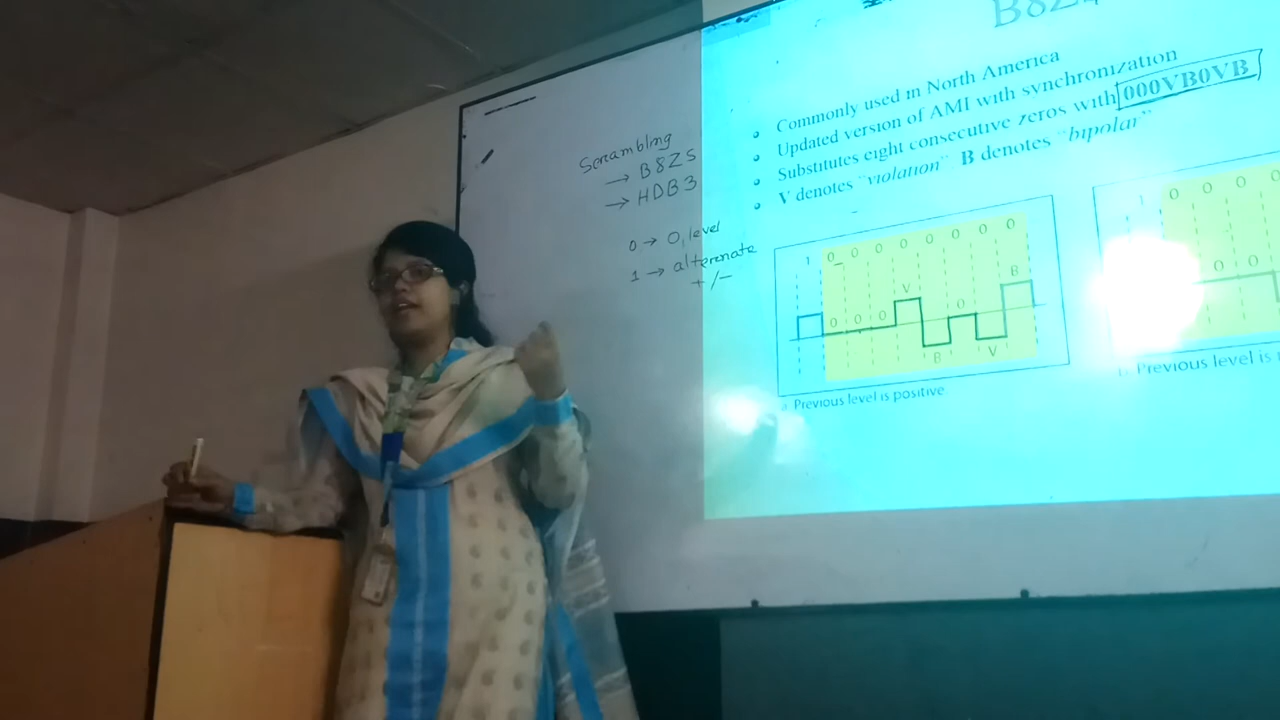 Scrambling
→ B8ZS
→ HDB3
0 → 0, level
1 → alternate
+/-
B8Z
• Commonly used in North America
• Updated version of AMI with synchronization
• Substitutes eight consecutive zeros with 000VB0VB
• V denotes "violation" B denotes "bipolar"
1 0 0 0 0 0 0 0 0
0 0 0 V B 0 V B
a. Previous level is positive.
1 0 0 0 0
0 0
b. Previous level is